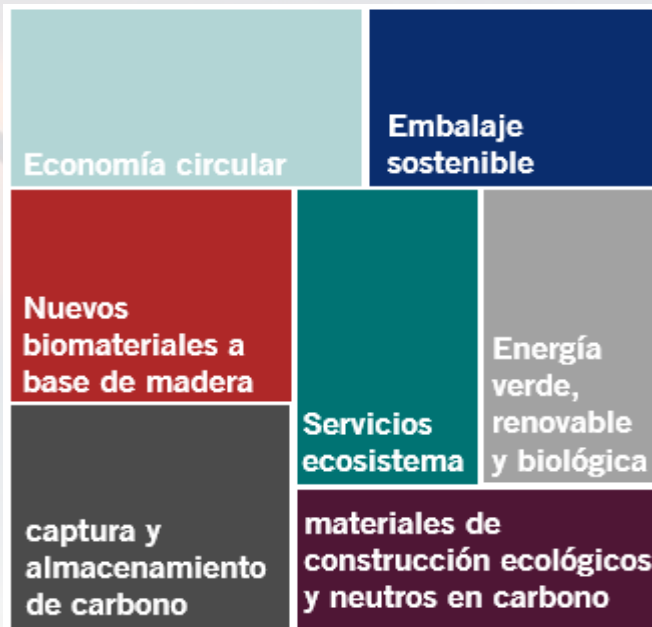 Economía circular
Embalaje
sostenible
Nuevos
biomateriales a
base de madera
Servicios
ecosistema
Energía
verde,
renovable
y biológica
captura y
almacenamiento
de carbono
materiales de
construcción ecológicos
y neutros en carbono